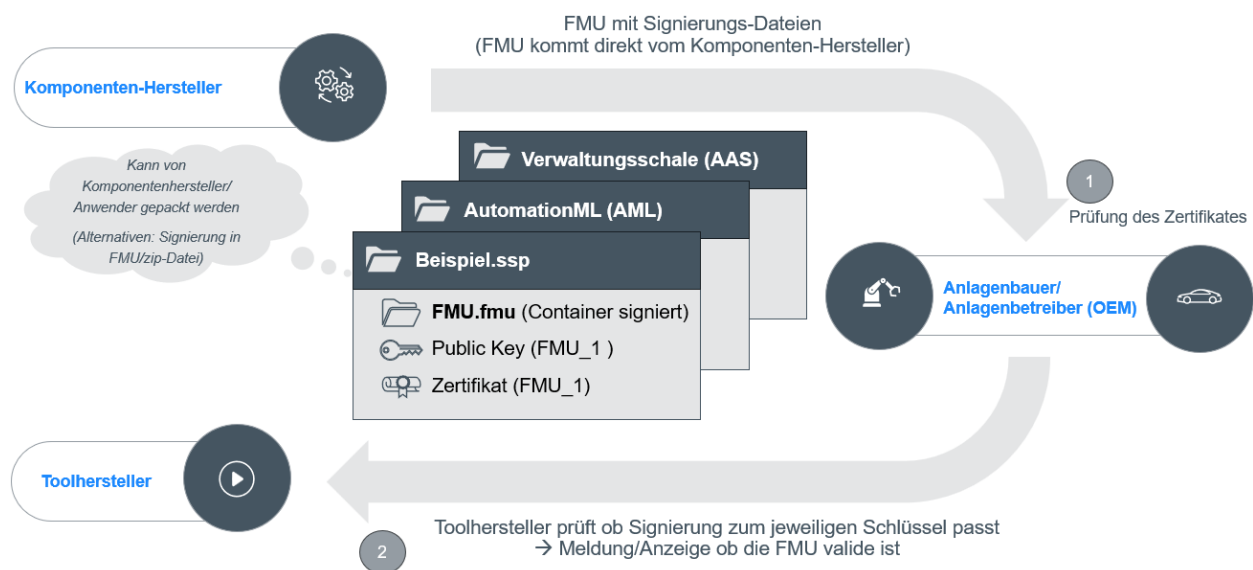 FMU mit Signierungs-Dateien
(FMU kommt direkt vom Komponenten-Hersteller)
Komponenten-Hersteller
Kann von
Komponentenhersteller/
Anwender gepackt werden
(Alternativen: Signierung in
FMU/zip-Datei)
Verwaltungsschale (AAS)
AutomationML (AML)
Beispiel.ssp
FMU.fmu (Container signiert)
Public Key (FMU_1 )
Zertifikat (FMU_1)
1
Prüfung des Zertifikates
Anlagenbauer/
Anlagenbetreiber (OEM)
Toolhersteller
2
Toolhersteller prüft ob Signierung zum jeweiligen Schlüssel passt
→ Meldung/Anzeige ob die FMU valide ist